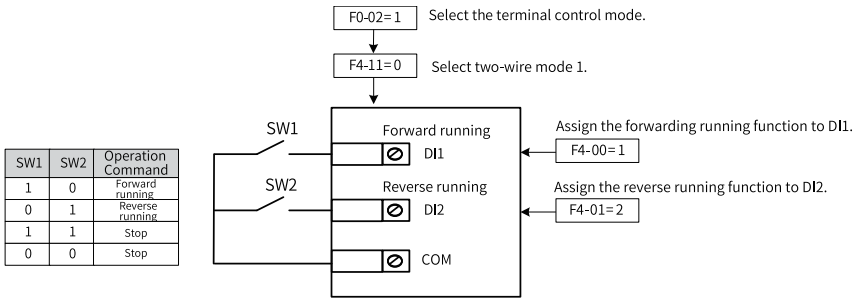 F0-02=1 Select the terminal control mode.
F4-11=0 Select two-wire mode 1.
SW1 SW2 Operation Command
1 0 Forward running
0 1 Reverse running
1 1 Stop
0 0 Stop
SW1
SW2
Forward running
DI1
Reverse running
DI2
COM
Assign the forwarding running function to DI1.
F4-00=1
Assign the reverse running function to DI2.
F4-01=2